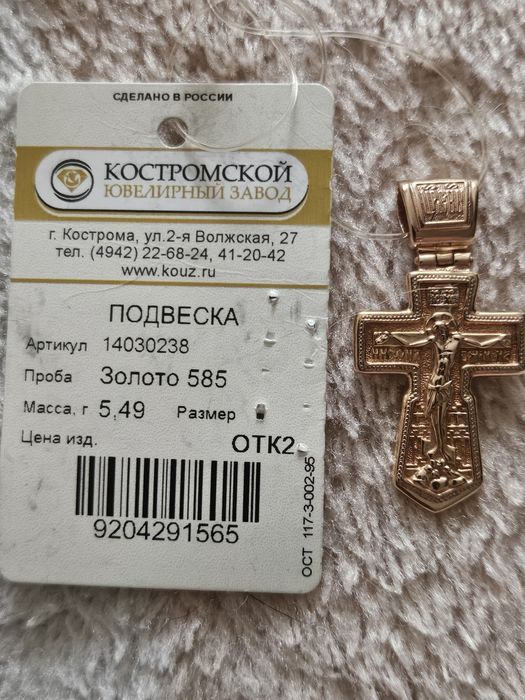 СДЕЛАНО В РОССИИ
КОСТРОМСКОЙ
ЮВЕЛИРНЫЙ ЗАВОД
г. Кострома, ул.2-я Волжская, 27
тел. (4942) 22-68-24, 41-20-42
www.kouz.ru
ПОДВЕСКА
Артикул 14030238
Проба Золото 585
Масса, г 5,49 Размер
Цена изд. ОТК2
9204291565
ОСТ 117-3-002-95